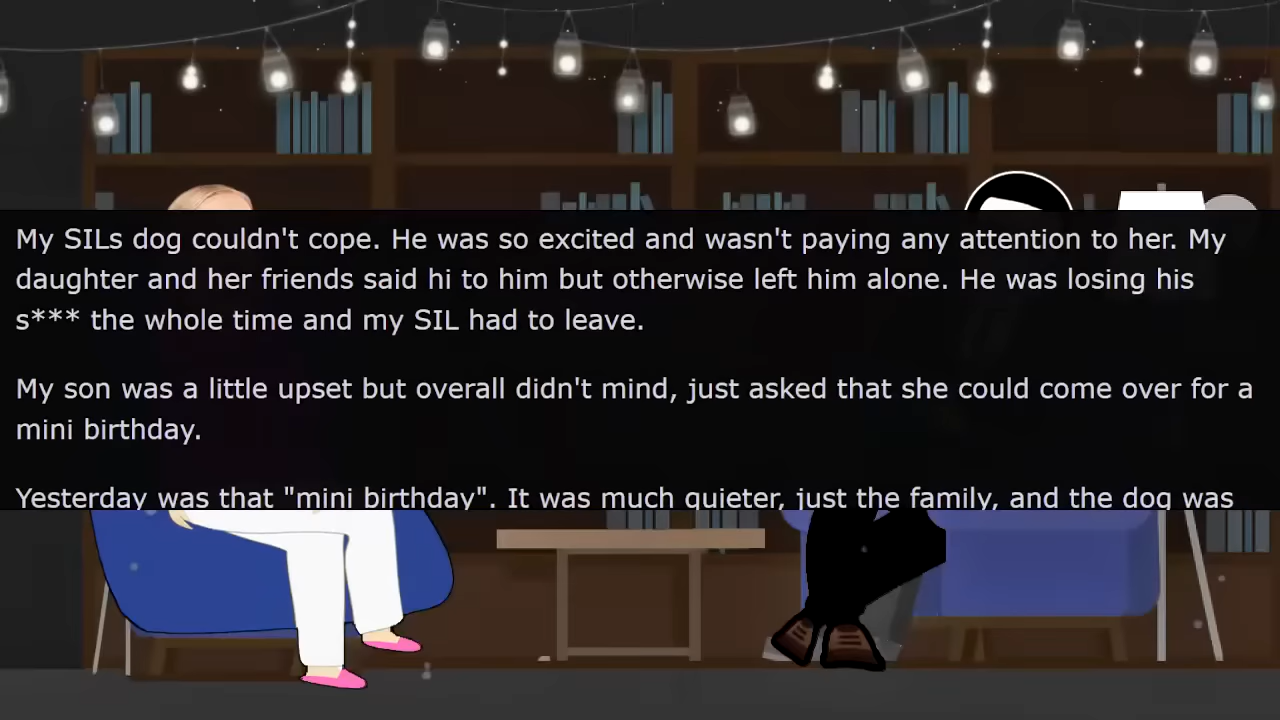 My SILs dog couldn't cope. He was so excited and wasn't paying any attention to her. My
daughter and her friends said hi to him but otherwise left him alone. He was losing his
s*** the whole time and my SIL had to leave.
My son was a little upset but overall didn't mind, just asked that she could come over for a
mini birthday.
Yesterday was that "mini birthday". It was much quieter, just the family, and the dog was